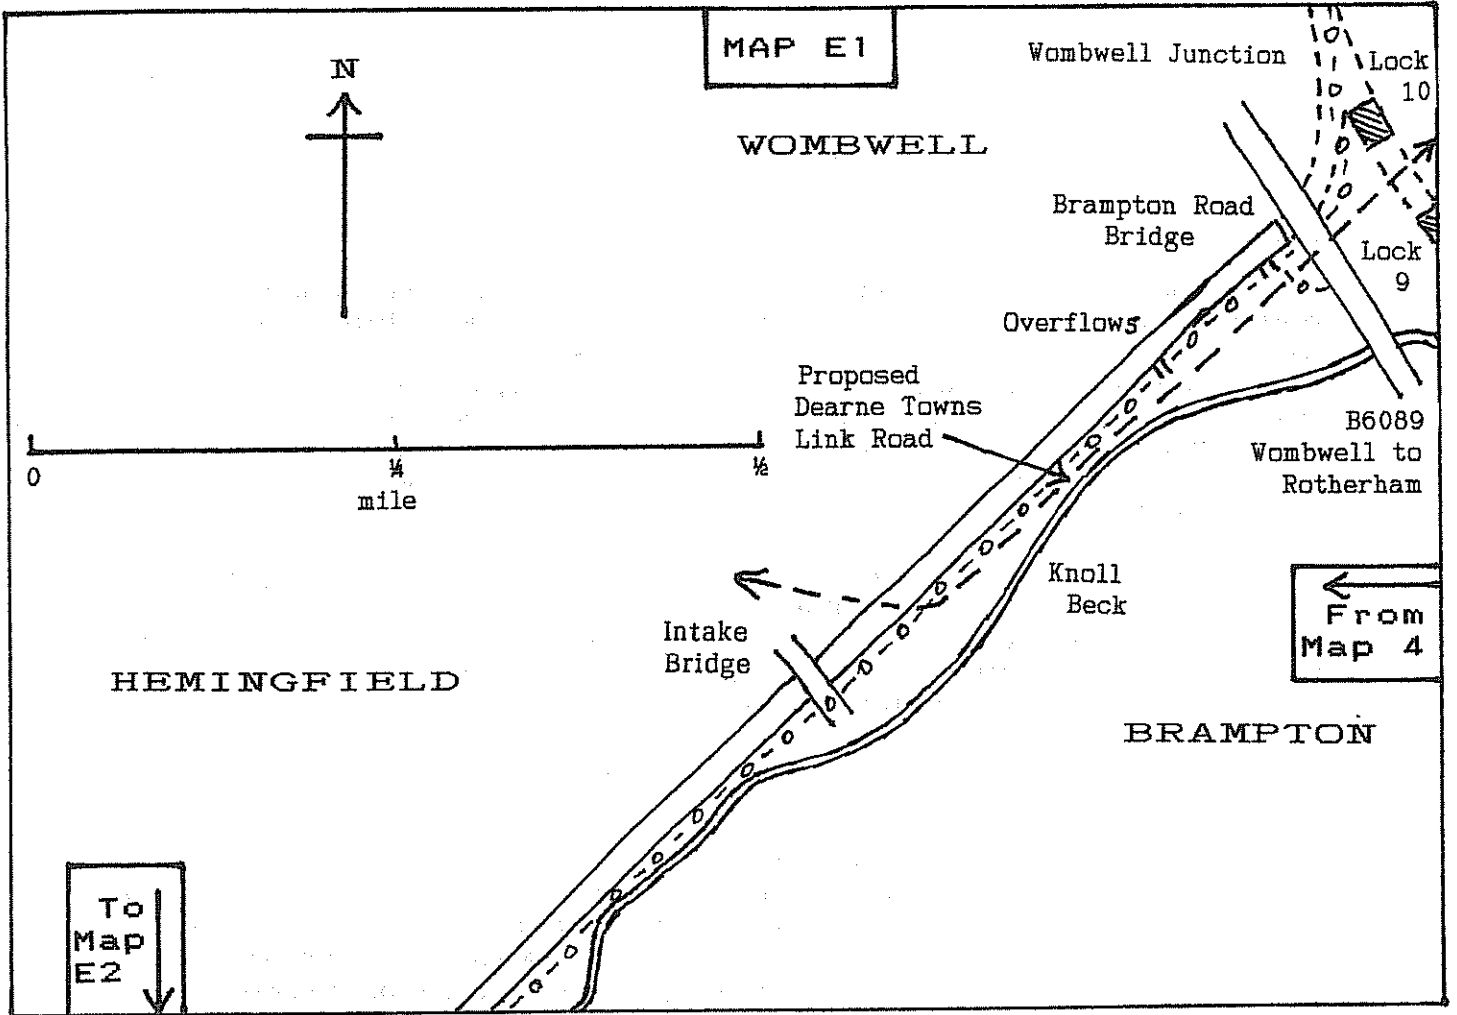 MAP E1
N
Wombwell Junction
Lock
10
WOMBWELL
Brampton Road
Bridge
Lock
9
Overflows
Proposed
Dearne Towns
Link Road
B6089
Wombwell to
Rotherham
0
¼
½
mile
Knoll
Beck
From
Map 4
Intake
Bridge
HEMINGFIELD
BRAMPTON
To
Map
E2